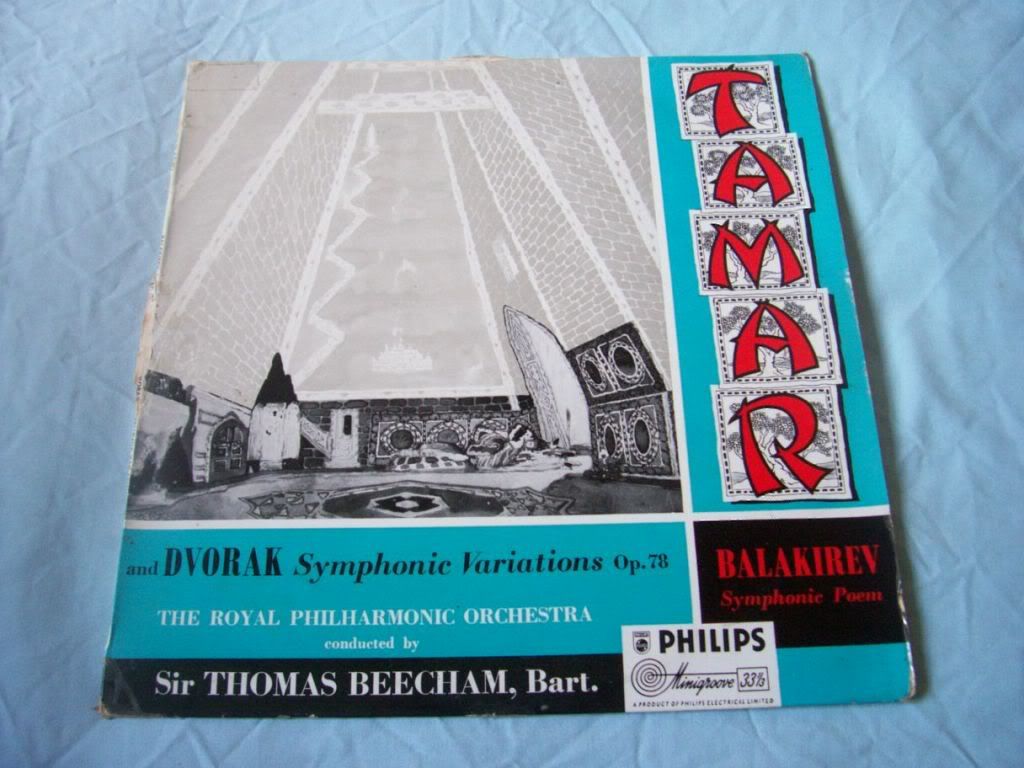 TAMAR
BALAKIREV
Symphonic Poem
and DVORAK Symphonic Variations Op. 78
THE ROYAL PHILHARMONIC ORCHESTRA
conducted by
Sir THOMAS BEECHAM, Bart.
PHILIPS
Minigroove 33⅓
A PRODUCT OF PHILIPS ELECTRICAL LIMITED